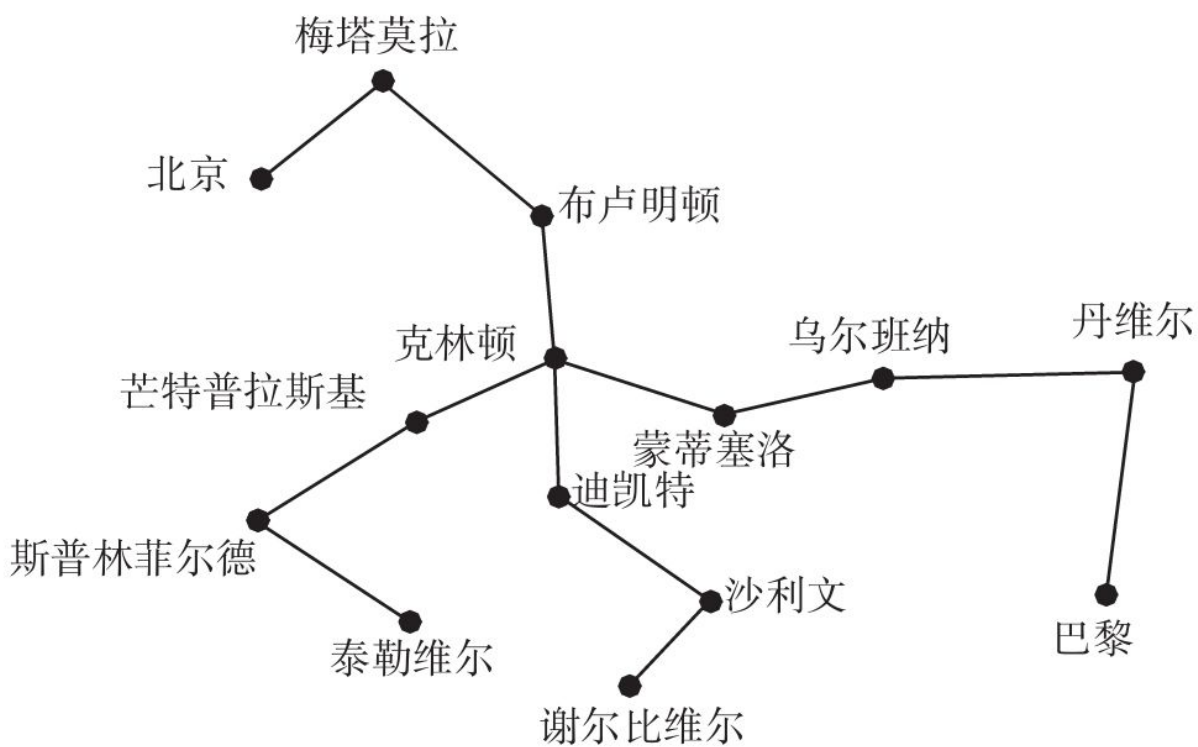 梅塔莫拉
北京
布卢明顿
克林顿
乌尔班纳
丹维尔
芒特普拉斯基
蒙蒂塞洛
迪凯特
斯普林菲尔德
沙利文
泰勒维尔
巴黎
谢尔比维尔